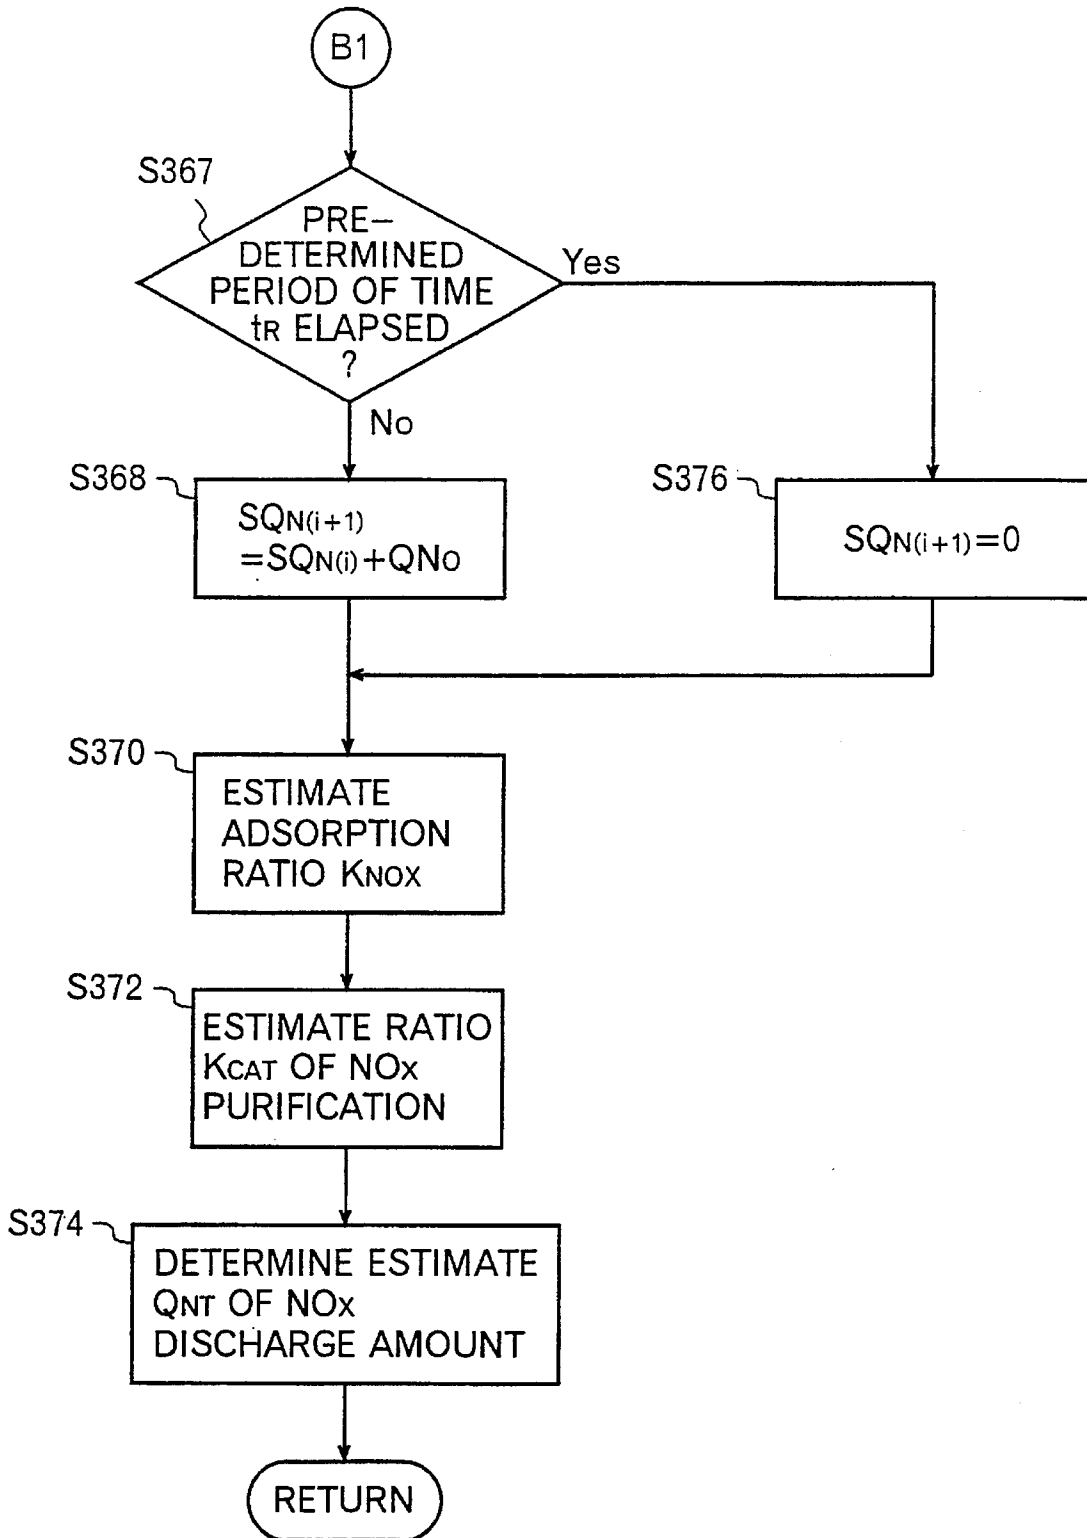 B1
S367
PRE-
DETERMINED
PERIOD OF TIME
tR ELAPSED
?
Yes
No
S368
SQN(i+1)
=SQN(i)+QNO
S376
SQN(i+1)=0
S370
ESTIMATE
ADSORPTION
RATIO KNOX
S372
ESTIMATE RATIO
KCAT OF NOX
PURIFICATION
S374
DETERMINE ESTIMATE
QNT OF NOX
DISCHARGE AMOUNT
RETURN